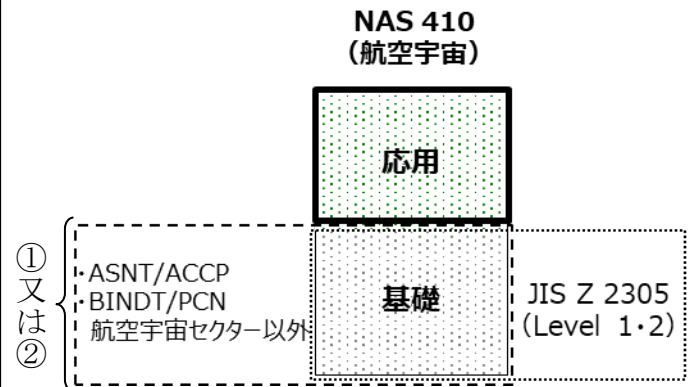 NAS 410
（航空宇宙）
応用
①又は②
・ASNT/ACCP
・BINDT/PCN
航空宇宙セクター以外
基礎
JIS Z 2305
（Level 1・2）